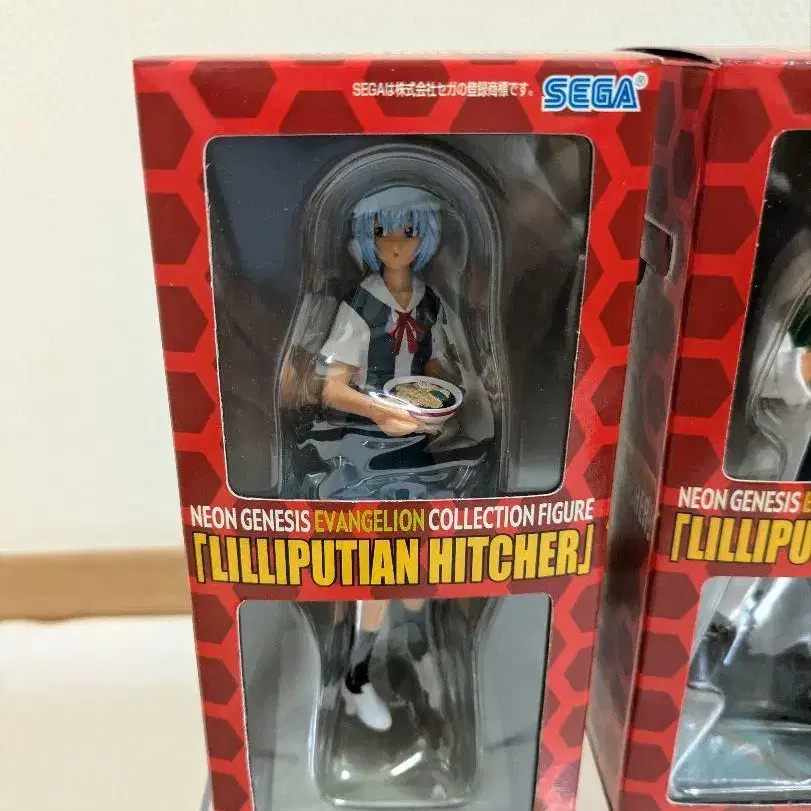 SEGAは株式会社セガの登録商標です。 SEGA®
NEON GENESIS EVANGELION COLLECTION FIGURE
「LILLIPUTIAN HITCHER」
NEON GENESIS E
「LILLIPU